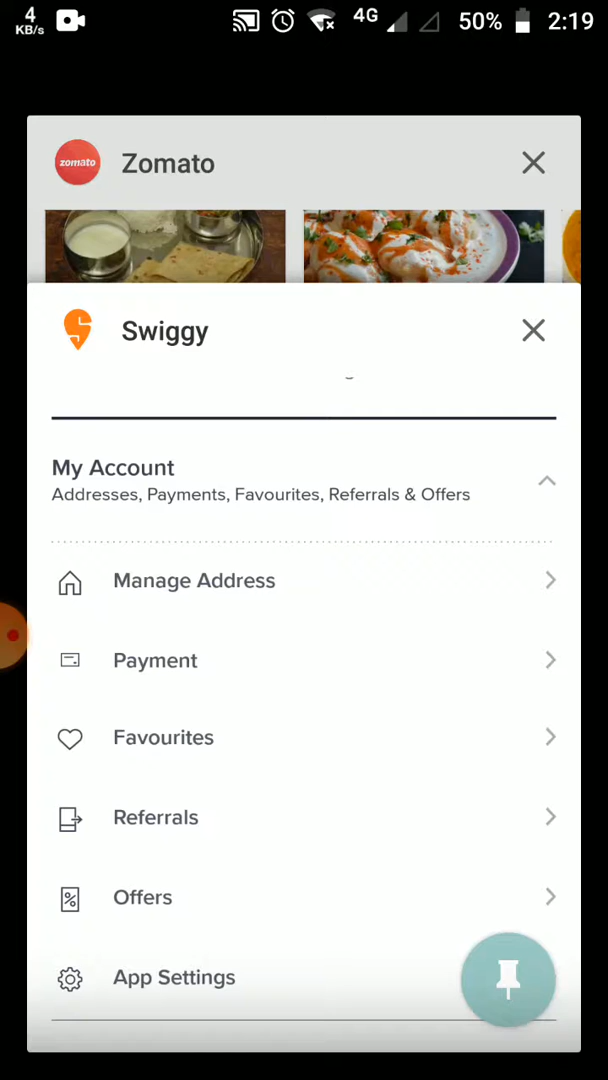 4
KB/s
4G
50%
2:19
zomato
Zomato
Swiggy
My Account
Addresses, Payments, Favourites, Referrals & Offers
Manage Address
Payment
Favourites
Referrals
Offers
App Settings